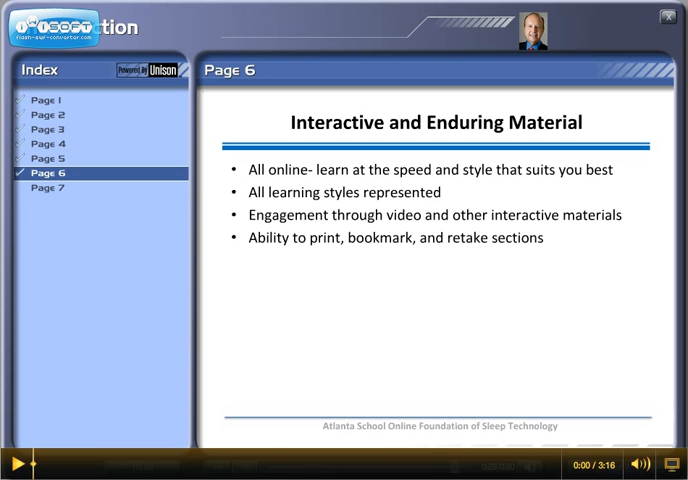 iWiSOFT
flash-swf-converter.com
ction
X
Index
Powered By Unison
Page 6
Page 1
Page 2
Page 3
Page 4
Page 5
Page 6
Page 7
Interactive and Enduring Material
• All online- learn at the speed and style that suits you best
• All learning styles represented
• Engagement through video and other interactive materials
• Ability to print, bookmark, and retake sections
Atlanta School Online Foundation of Sleep Technology
0:00 / 3:16